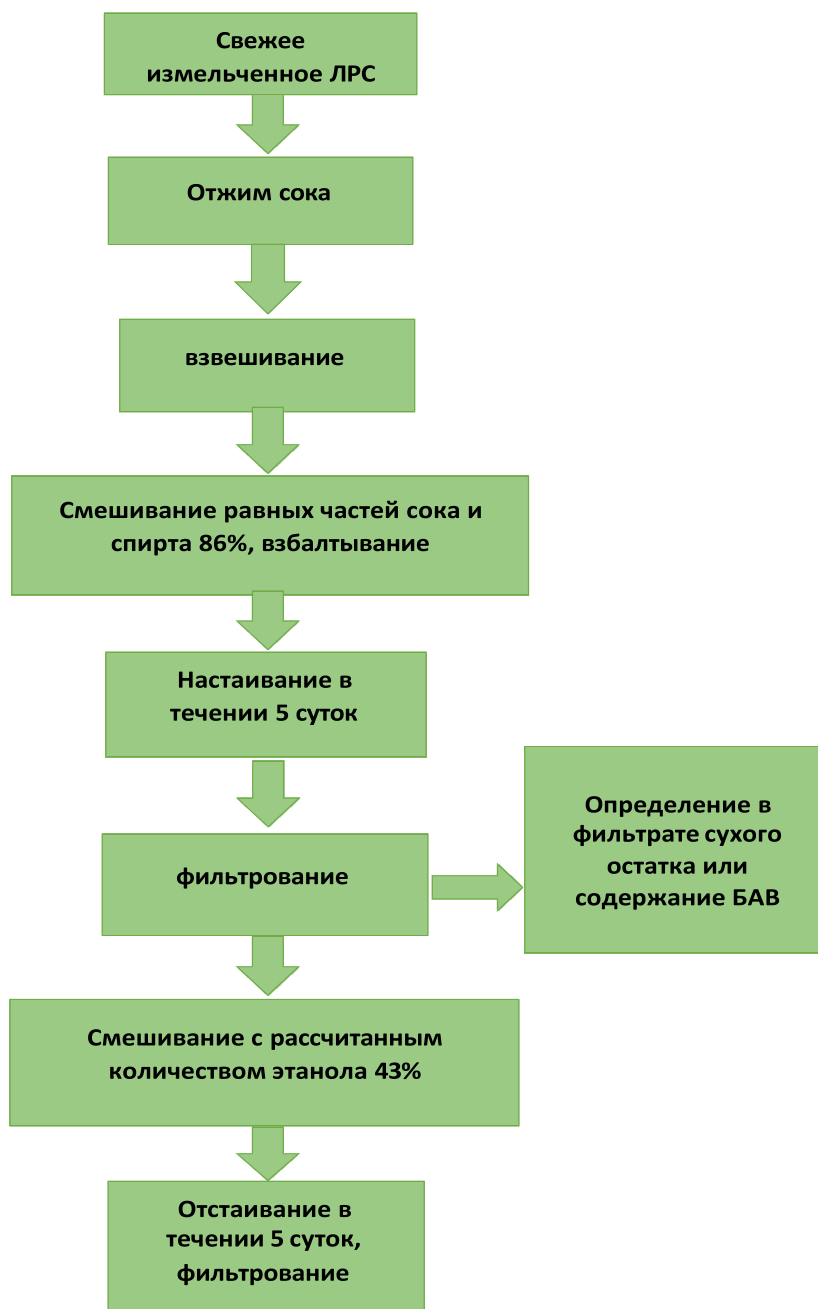 Свежее
измельченное ЛРС
Отжим сока
взвешивание
Смешивание равных частей сока и
спирта 86%, взбалтывание
Настаивание в
течении 5 суток
фильтрование
Определение в
фильтрате сухого
остатка или
содержание БАВ
Смешивание с рассчитанным
количеством этанола 43%
Отстаивание в
течении 5 суток,
фильтрование